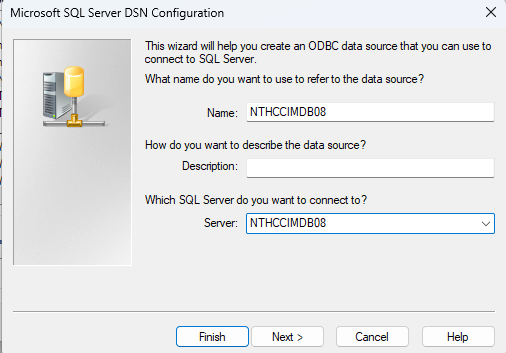 Microsoft SQL Server DSN Configuration
This wizard will help you create an ODBC data source that you can use to
connect to SQL Server.
What name do you want to use to refer to the data source?
Name: NTHCCIMDB08
How do you want to describe the data source?
Description:
Which SQL Server do you want to connect to?
Server: NTHCCIMDB08
Finish Next > Cancel Help